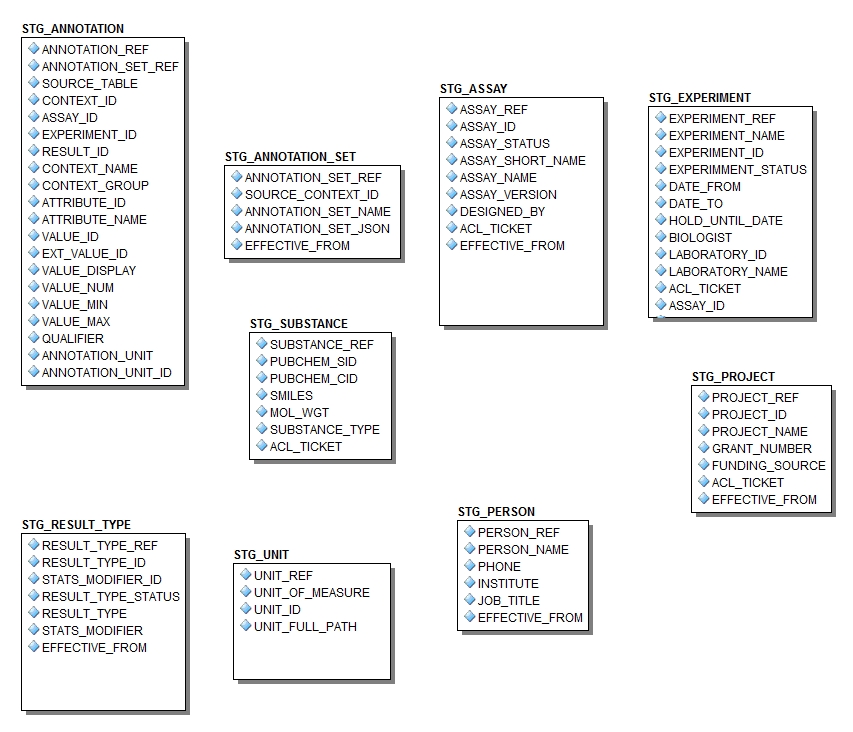 STG_ANNOTATION
ANNOTATION_REF
ANNOTATION_SET_REF
SOURCE_TABLE
CONTEXT_ID
ASSAY_ID
EXPERIMENT_ID
RESULT_ID
CONTEXT_NAME
CONTEXT_GROUP
ATTRIBUTE_ID
ATTRIBUTE_NAME
VALUE_ID
EXT_VALUE_ID
VALUE_DISPLAY
VALUE_NUM
VALUE_MIN
VALUE_MAX
QUALIFIER
ANNOTATION_UNIT
ANNOTATION_UNIT_ID
STG_ANNOTATION_SET
ANNOTATION_SET_REF
SOURCE_CONTEXT_ID
ANNOTATION_SET_NAME
ANNOTATION_SET_JSON
EFFECTIVE_FROM
STG_ASSAY
ASSAY_REF
ASSAY_ID
ASSAY_STATUS
ASSAY_SHORT_NAME
ASSAY_NAME
ASSAY_VERSION
DESIGNED_BY
ACL_TICKET
EFFECTIVE_FROM
STG_EXPERIMENT
EXPERIMENT_REF
EXPERIMENT_NAME
EXPERIMENT_ID
EXPERIMMENT_STATUS
DATE_FROM
DATE_TO
HOLD_UNTIL_DATE
BIOLOGIST
LABORATORY_ID
LABORATORY_NAME
ACL_TICKET
ASSAY_ID
STG_SUBSTANCE
SUBSTANCE_REF
PUBCHEM_SID
PUBCHEM_CID
SMILES
MOL_WGT
SUBSTANCE_TYPE
ACL_TICKET
STG_PROJECT
PROJECT_REF
PROJECT_ID
PROJECT_NAME
GRANT_NUMBER
FUNDING_SOURCE
ACL_TICKET
EFFECTIVE_FROM
STG_RESULT_TYPE
RESULT_TYPE_REF
RESULT_TYPE_ID
STATS_MODIFIER_ID
RESULT_TYPE_STATUS
RESULT_TYPE
STATS_MODIFIER
EFFECTIVE_FROM
STG_UNIT
UNIT_REF
UNIT_OF_MEASURE
UNIT_ID
UNIT_FULL_PATH
STG_PERSON
PERSON_REF
PERSON_NAME
PHONE
INSTITUTE
JOB_TITLE
EFFECTIVE_FROM